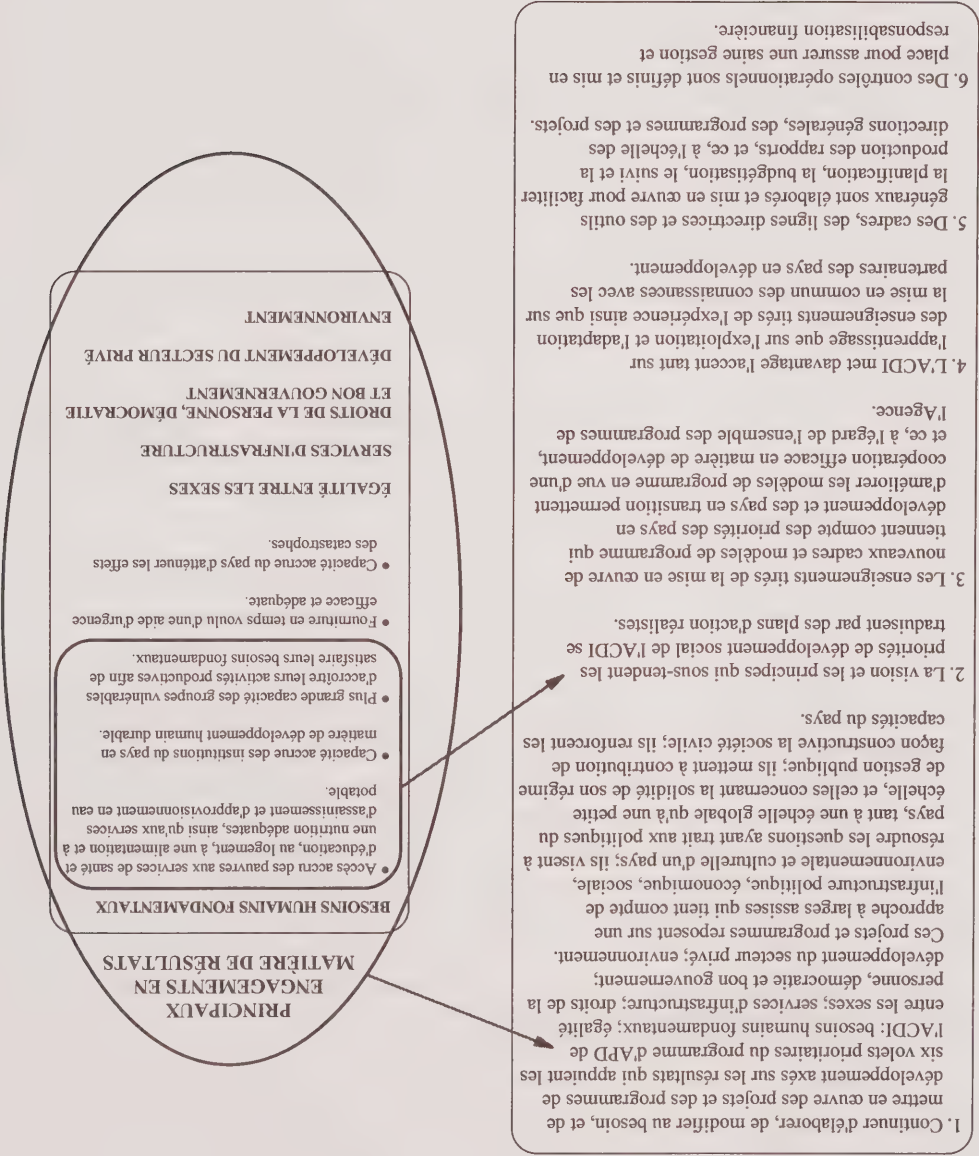 PRINCIPAUX
ENGAGEMENTS EN
MATIÈRE DE RÉSULTATS
BESOINS HUMAINS FONDAMENTAUX
• Accès accru des pauvres aux services de santé et
d'éducation, au logement, à une alimentation et à
une nutrition adéquates, ainsi qu'aux services
d'assainissement et d'approvisionnement en eau
potable.
• Capacité accrue des institutions du pays en
matière de développement humain durable.
• Plus grande capacité des groupes vulnérables
d'accroître leurs activités productives afin de
satisfaire leurs besoins fondamentaux.
• Fourniture en temps voulu d'une aide d'urgence
efficace et adéquate.
• Capacité accrue du pays d'atténuer les effets
des catastrophes.
ÉGALITÉ ENTRE LES SEXES
SERVICES D'INFRASTRUCTURE
DROITS DE LA PERSONNE, DÉMOCRATIE
ET BON GOUVERNEMENT
DÉVELOPPEMENT DU SECTEUR PRIVÉ
ENVIRONNEMENT
1. Continuer d'élaborer, de modifier au besoin, et de
mettre en œuvre des projets et des programmes de
développement axés sur les résultats qui appuient les
six volets prioritaires du programme d'APD de
l'ACDI: besoins humains fondamentaux; égalité
entre les sexes; services d'infrastructure; droits de la
personne, démocratie et bon gouvernement;
développement du secteur privé; environnement.
Ces projets et programmes reposent sur une
approche à larges assises qui tient compte de
l'infrastructure politique, économique, sociale,
environnementale et culturelle d'un pays; ils visent à
résoudre les questions ayant trait aux politiques du
pays, tant à une échelle globale qu'à une petite
échelle, et celles concernant la solidité de son régime
de gestion publique; ils mettent à contribution de
façon constructive la société civile; ils renforcent les
capacités du pays.
2. La vision et les principes qui sous-tendent les
priorités de développement social de l'ACDI se
traduisent par des plans d'action réalistes.
3. Les enseignements tirés de la mise en œuvre de
nouveaux cadres et modèles de programme qui
tiennent compte des priorités des pays en
développement et des pays en transition permettent
d'améliorer les modèles de programme en vue d'une
coopération efficace en matière de développement,
et ce, à l'égard de l'ensemble des programmes de
l'Agence.
4. L'ACDI met davantage l'accent tant sur
l'apprentissage que sur l'exploitation et l'adaptation
des enseignements tirés de l'expérience ainsi que sur
la mise en commun des connaissances avec les
partenaires des pays en développement.
5. Des cadres, des lignes directrices et des outils
généraux sont élaborés et mis en œuvre pour faciliter
la planification, la budgétisation, le suivi et la
production des rapports, et ce, à l'échelle des
directions générales, des programmes et des projets.
6. Des contrôles opérationnels sont définis et mis en
place pour assurer une saine gestion et
responsabilisation financière.